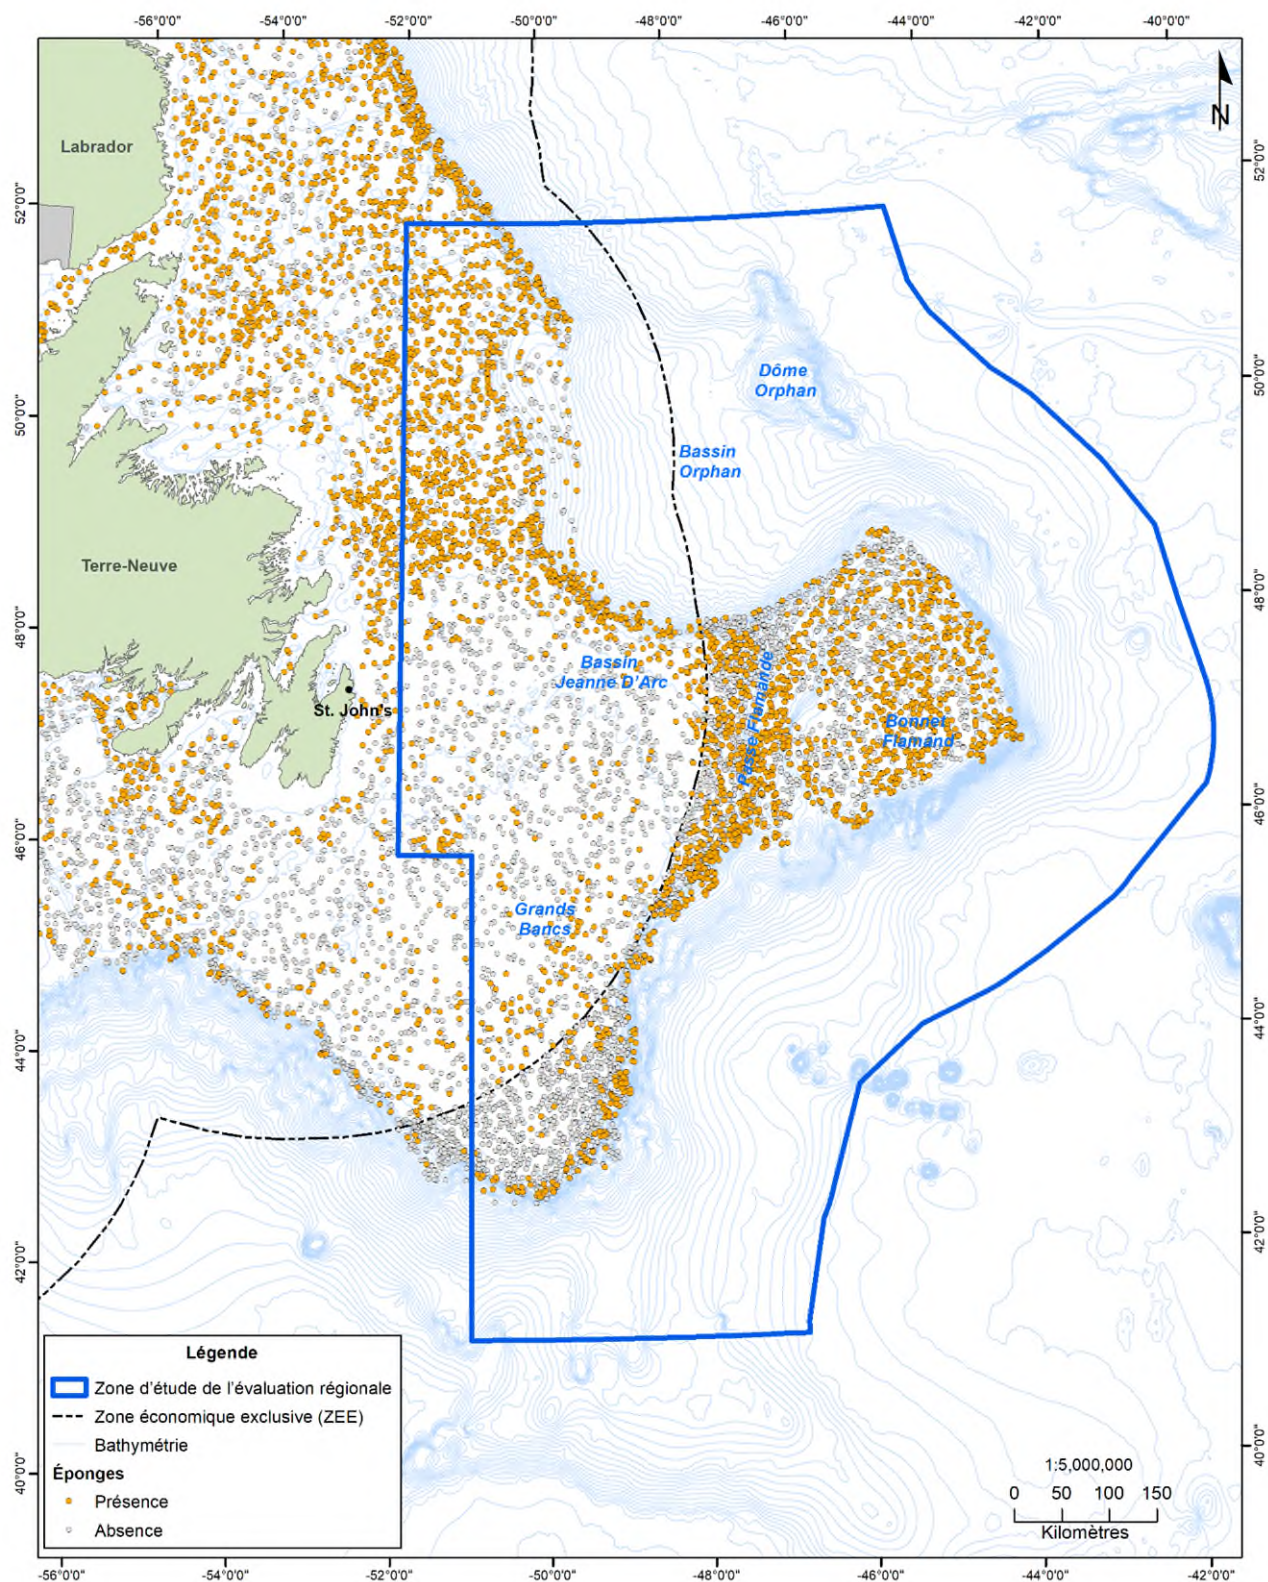 -56°0'0" -54°0'0" -52°0'0" -50°0'0" -48°0'0" -46°0'0" -44°0'0" -42°0'0" -40°0'0"
N
Labrador
52°0'0"
52°0'0"
Dôme
Orphan
50°0'0"
50°0'0"
Bassin
Orphan
Terre-Neuve
48°0'0"
48°0'0"
Bassin
Jeanne D'Arc
Passe Flamande
St. John's
Bonnet
Flamand
46°0'0"
46°0'0"
Grands
Bancs
44°0'0"
44°0'0"
42°0'0"
42°0'0"
Légende
Zone d'étude de l'évaluation régionale
Zone économique exclusive (ZEE)
Bathymétrie
Éponges
Présence
Absence
40°0'0"
40°0'0"
1:5,000,000
0 50 100 150
Kilomètres
-56°0'0" -54°0'0" -52°0'0" -50°0'0" -48°0'0" -46°0'0" -44°0'0" -42°0'0"